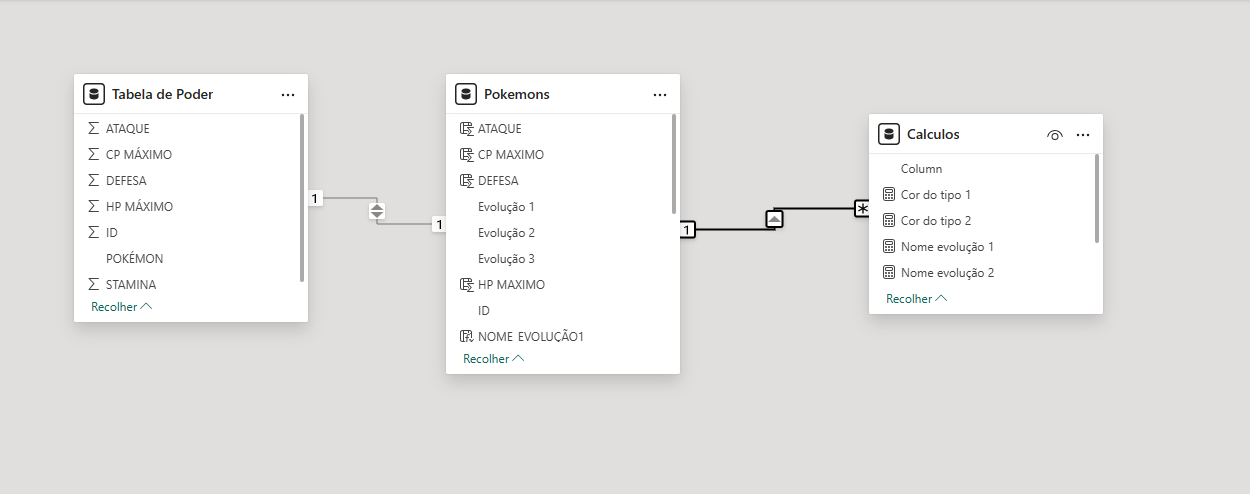 Tabela de Poder
ATAQUE
CP MÁXIMO
DEFESA
HP MÁXIMO
ID
POKÉMON
STAMINA
Recolher
1
1
Pokemons
ATAQUE
CP MAXIMO
DEFESA
Evolução 1
Evolução 2
Evolução 3
HP MAXIMO
ID
NOME EVOLUÇÃO1
Recolher
1
*
Calculos
Column
Cor do tipo 1
Cor do tipo 2
Nome evolução 1
Nome evolução 2
Recolher